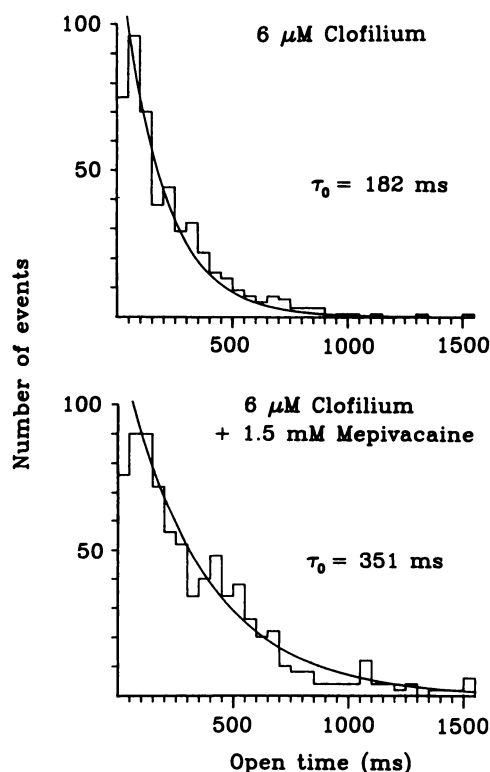 100
6 μM Clofilium
50
τ₀ = 182 ms
500
1000
1500
Number of events
100
6 μM Clofilium
+ 1.5 mM Mepivacaine
50
τ₀ = 351 ms
500
1000
1500
Open time (ms)